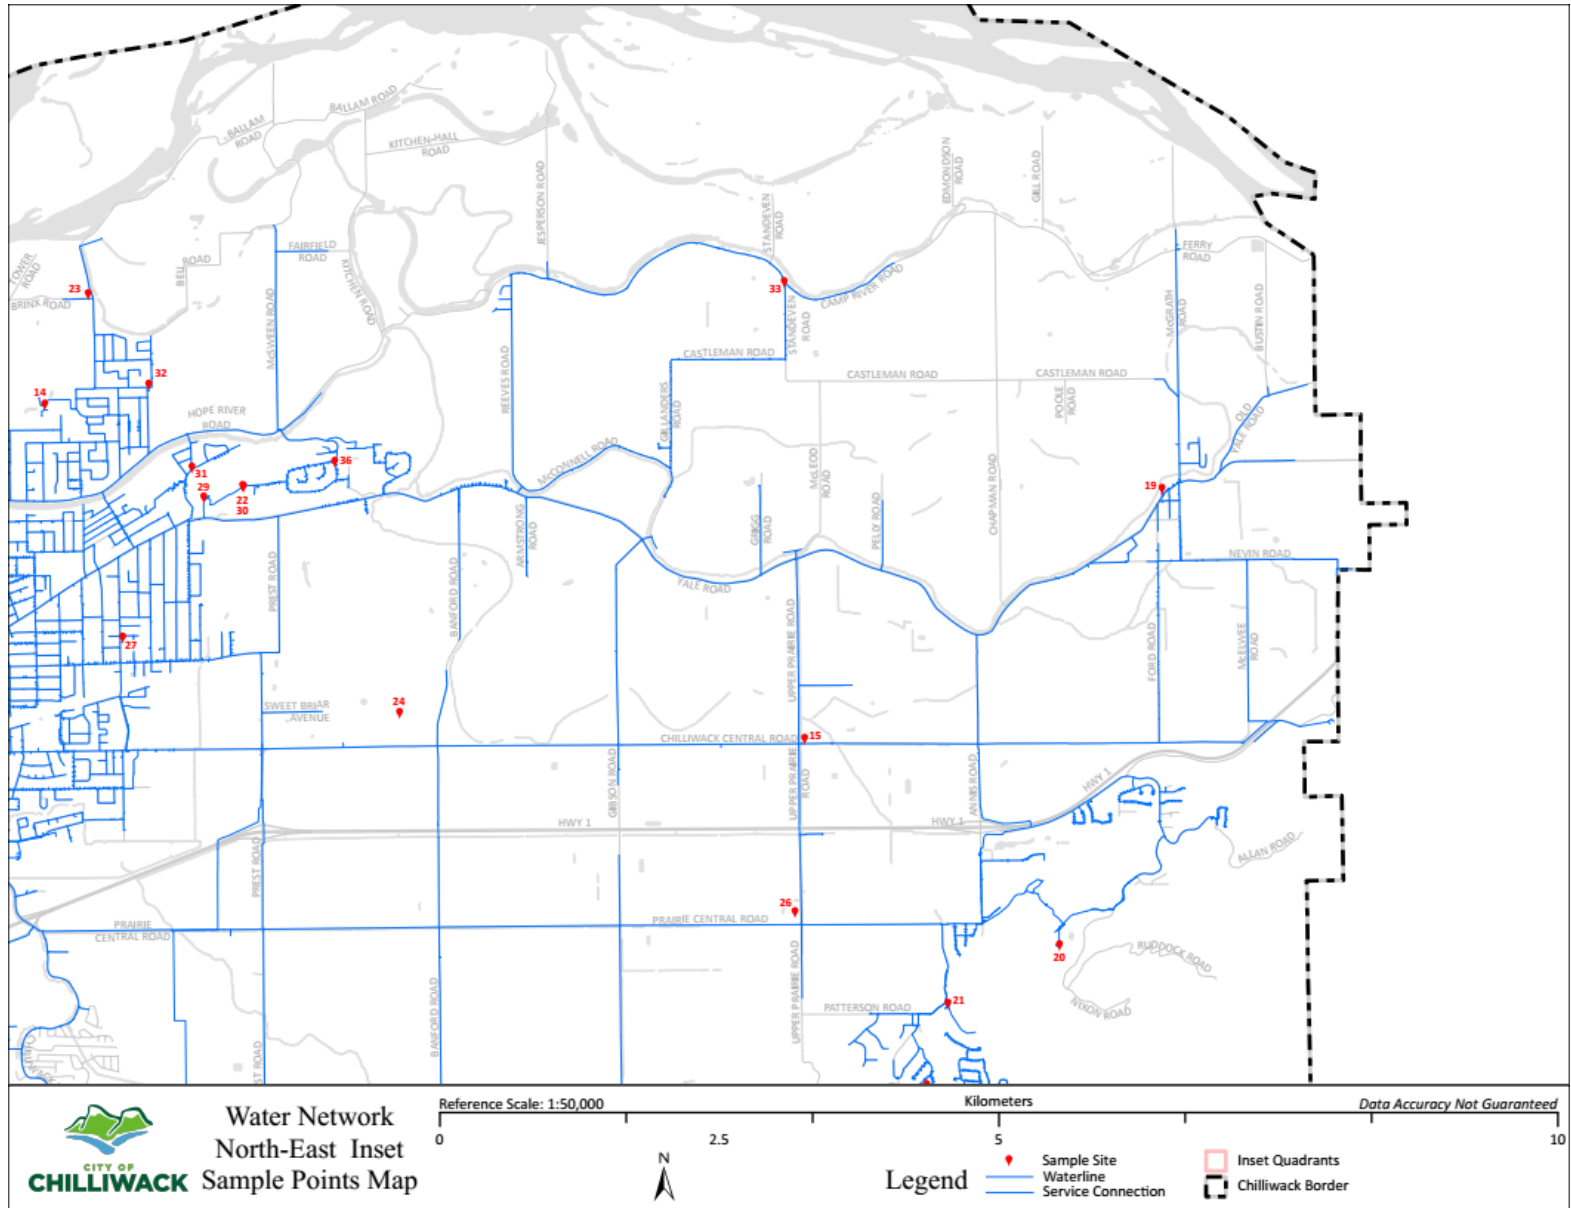 BALLAM ROAD
BALLAM
ROAD
KITCHEN-HALL
ROAD
JESPERSON ROAD
STANDEVEN
ROAD
EDMONDSON
ROAD
GILL ROAD
FERRY
ROAD
TOWER
ROAD
BELL
ROAD
FAIRFIELD
ROAD
KITCHEN ROAD
23
BRINX ROAD
McSWEEN ROAD
33
CAMP RIVER ROAD
STANDEVEN
ROAD
McGRATH
ROAD
BUSTIN ROAD
REEVES ROAD
CASTLEMAN ROAD
CASTLEMAN ROAD
CASTLEMAN ROAD
32
14
HOPE RIVER
ROAD
GILLANDERS
ROAD
POOLE
ROAD
OLD
YALE ROAD
McCONNELL ROAD
McLEOD
ROAD
CHAPMAN ROAD
31
36
29
22
30
19
ARMSTRONG
ROAD
GRIGG
ROAD
PELLY ROAD
NEVIN ROAD
PREST ROAD
BANFORD ROAD
YALE ROAD
UPPER PRAIRIE ROAD
FORD ROAD
McELWEE
ROAD
27
24
SWEET BRIAR
AVENUE
CHILLIWACK CENTRAL ROAD
15
GIBSON ROAD
UPPER PRAIRIE
ROAD
ANNIS ROAD
HWY 1
HWY 1
HWY 1
PREST ROAD
ALLAN ROAD
26
PRAIRIE
CENTRAL ROAD
PRAIRIE CENTRAL ROAD
20
RUDDOCK ROAD
NIXON ROAD
BANFORD ROAD
UPPER PRAIRIE ROAD
PATTERSON ROAD
21
CHILLIWACK
ST ROAD
CITY OF
CHILLIWACK
Water Network
North-East Inset
Sample Points Map
Reference Scale: 1:50,000
Kilometers
Data Accuracy Not Guaranteed
0
2.5
5
10
N
Legend
Sample Site
Waterline
Service Connection
Inset Quadrants
Chilliwack Border